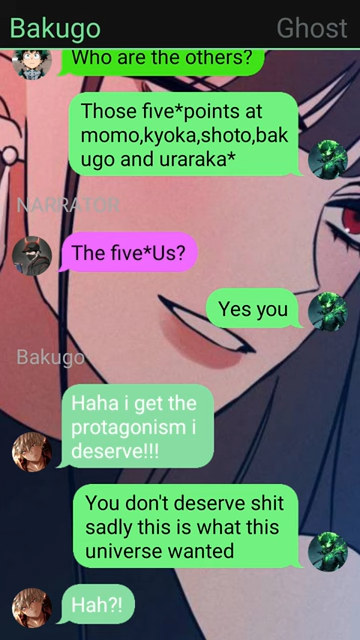 Bakugo
Ghost
Who are the others?
Those five*points at
momo,kyoka,shoto,bak
ugo and uraraka*
NARRATOR
The five*Us?
Yes you
Bakugo
Haha i get the
protagonism i
deserve!!!
You don't deserve shit
sadly this is what this
universe wanted
Hah?!